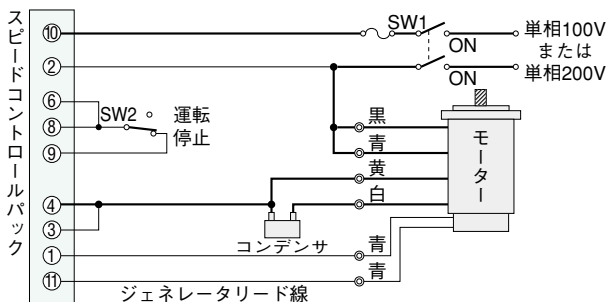 スピードコントロールパック
⑩
SW1
ON
単相100V
または
単相200V
②
ON
⑥
SW2
運転
⑧
停止
⑨
黒
青
黄
白
モーター
④
③
コンデンサ
①
青
⑪
青
ジェネレータリード線